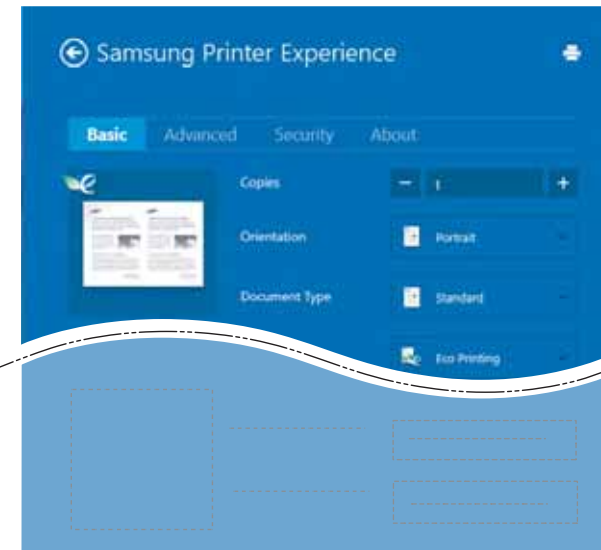 Samsung Printer Experience
Basic Advanced Security About
Copies 1
Orientation Portrait
Document Type Standard
Eco Printing